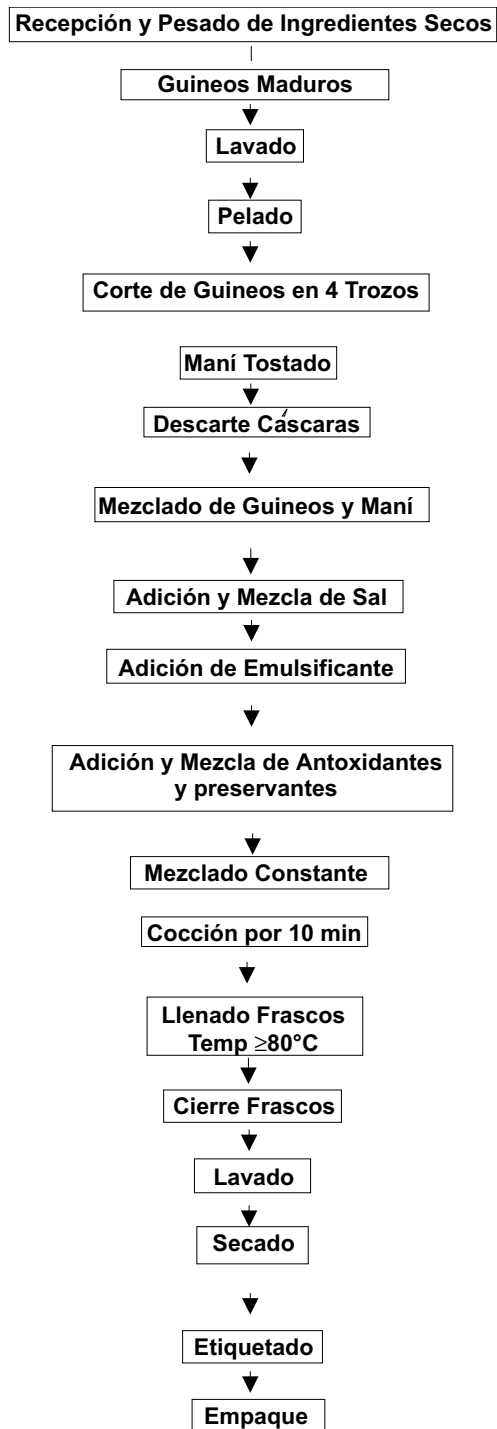 Recepción y Pesado de Ingredientes Secos
Guineos Maduros
Lavado
Pelado
Corte de Guineos en 4 Trozos
Maní Tostado
Descarte Cáscaras
Mezclado de Guineos y Maní
Adición y Mezcla de Sal
Adición de Emulsificante
Adición y Mezcla de Antoxidantes
y preservantes
Mezclado Constante
Cocción por 10 min
Llenado Frascos
Temp ≥80°C
Cierre Frascos
Lavado
Secado
Etiquetado
Empaque